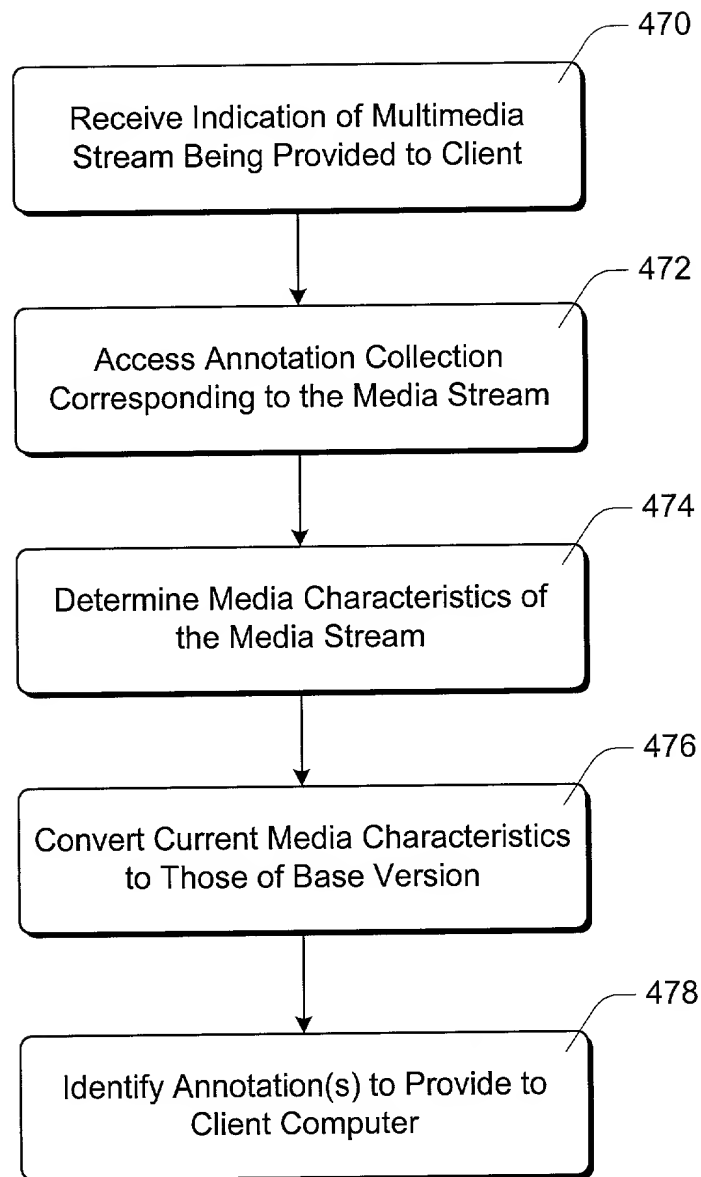 470
Receive Indication of Multimedia
Stream Being Provided to Client
472
Access Annotation Collection
Corresponding to the Media Stream
474
Determine Media Characteristics of
the Media Stream
476
Convert Current Media Characteristics
to Those of Base Version
478
Identify Annotation(s) to Provide to
Client Computer